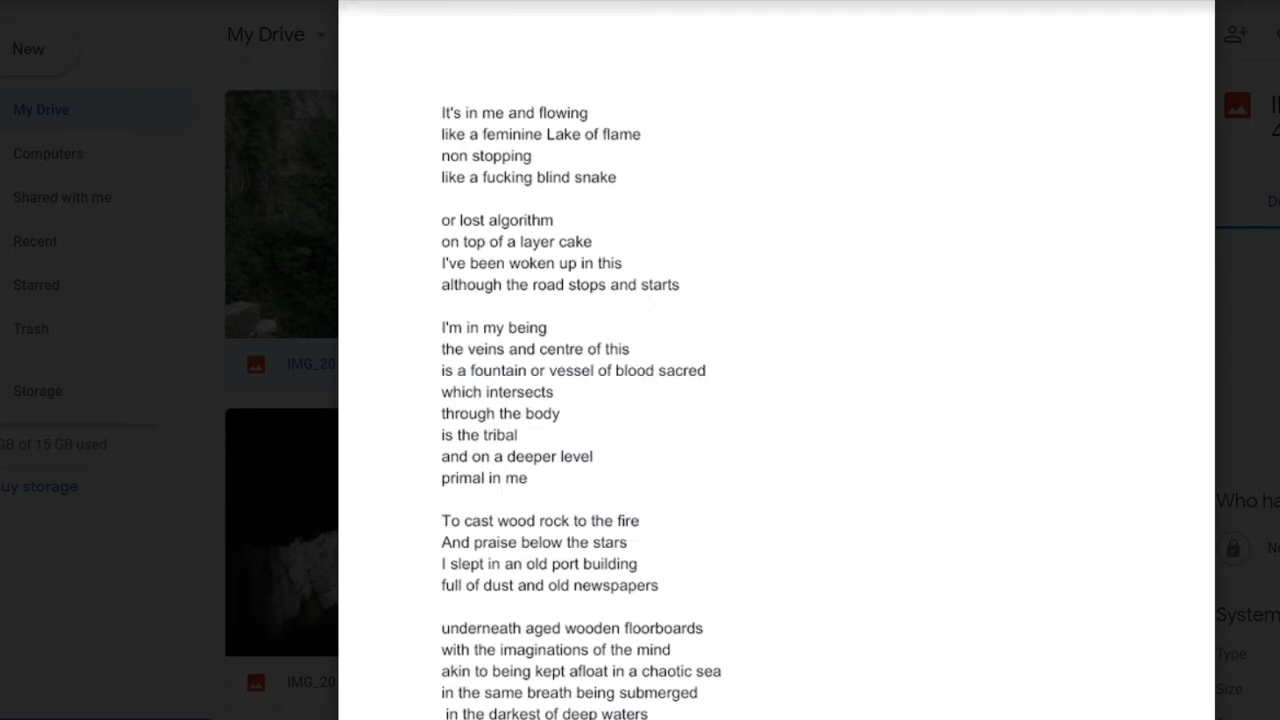 New
My Drive
Computers
Shared with me
Recent
Starred
Trash
Storage
GB of 15 GB used
uy storage
My Drive
IMG_20
IMG_20
It's in me and flowing
like a feminine Lake of flame
non stopping
like a fucking blind snake
or lost algorithm
on top of a layer cake
I've been woken up in this
although the road stops and starts
I'm in my being
the veins and centre of this
is a fountain or vessel of blood sacred
which intersects
through the body
is the tribal
and on a deeper level
primal in me
To cast wood rock to the fire
And praise below the stars
I slept in an old port building
full of dust and old newspapers
underneath aged wooden floorboards
with the imaginations of the mind
akin to being kept afloat in a chaotic sea
in the same breath being submerged
in the darkest of deep waters
Who ha
System
Type
Size